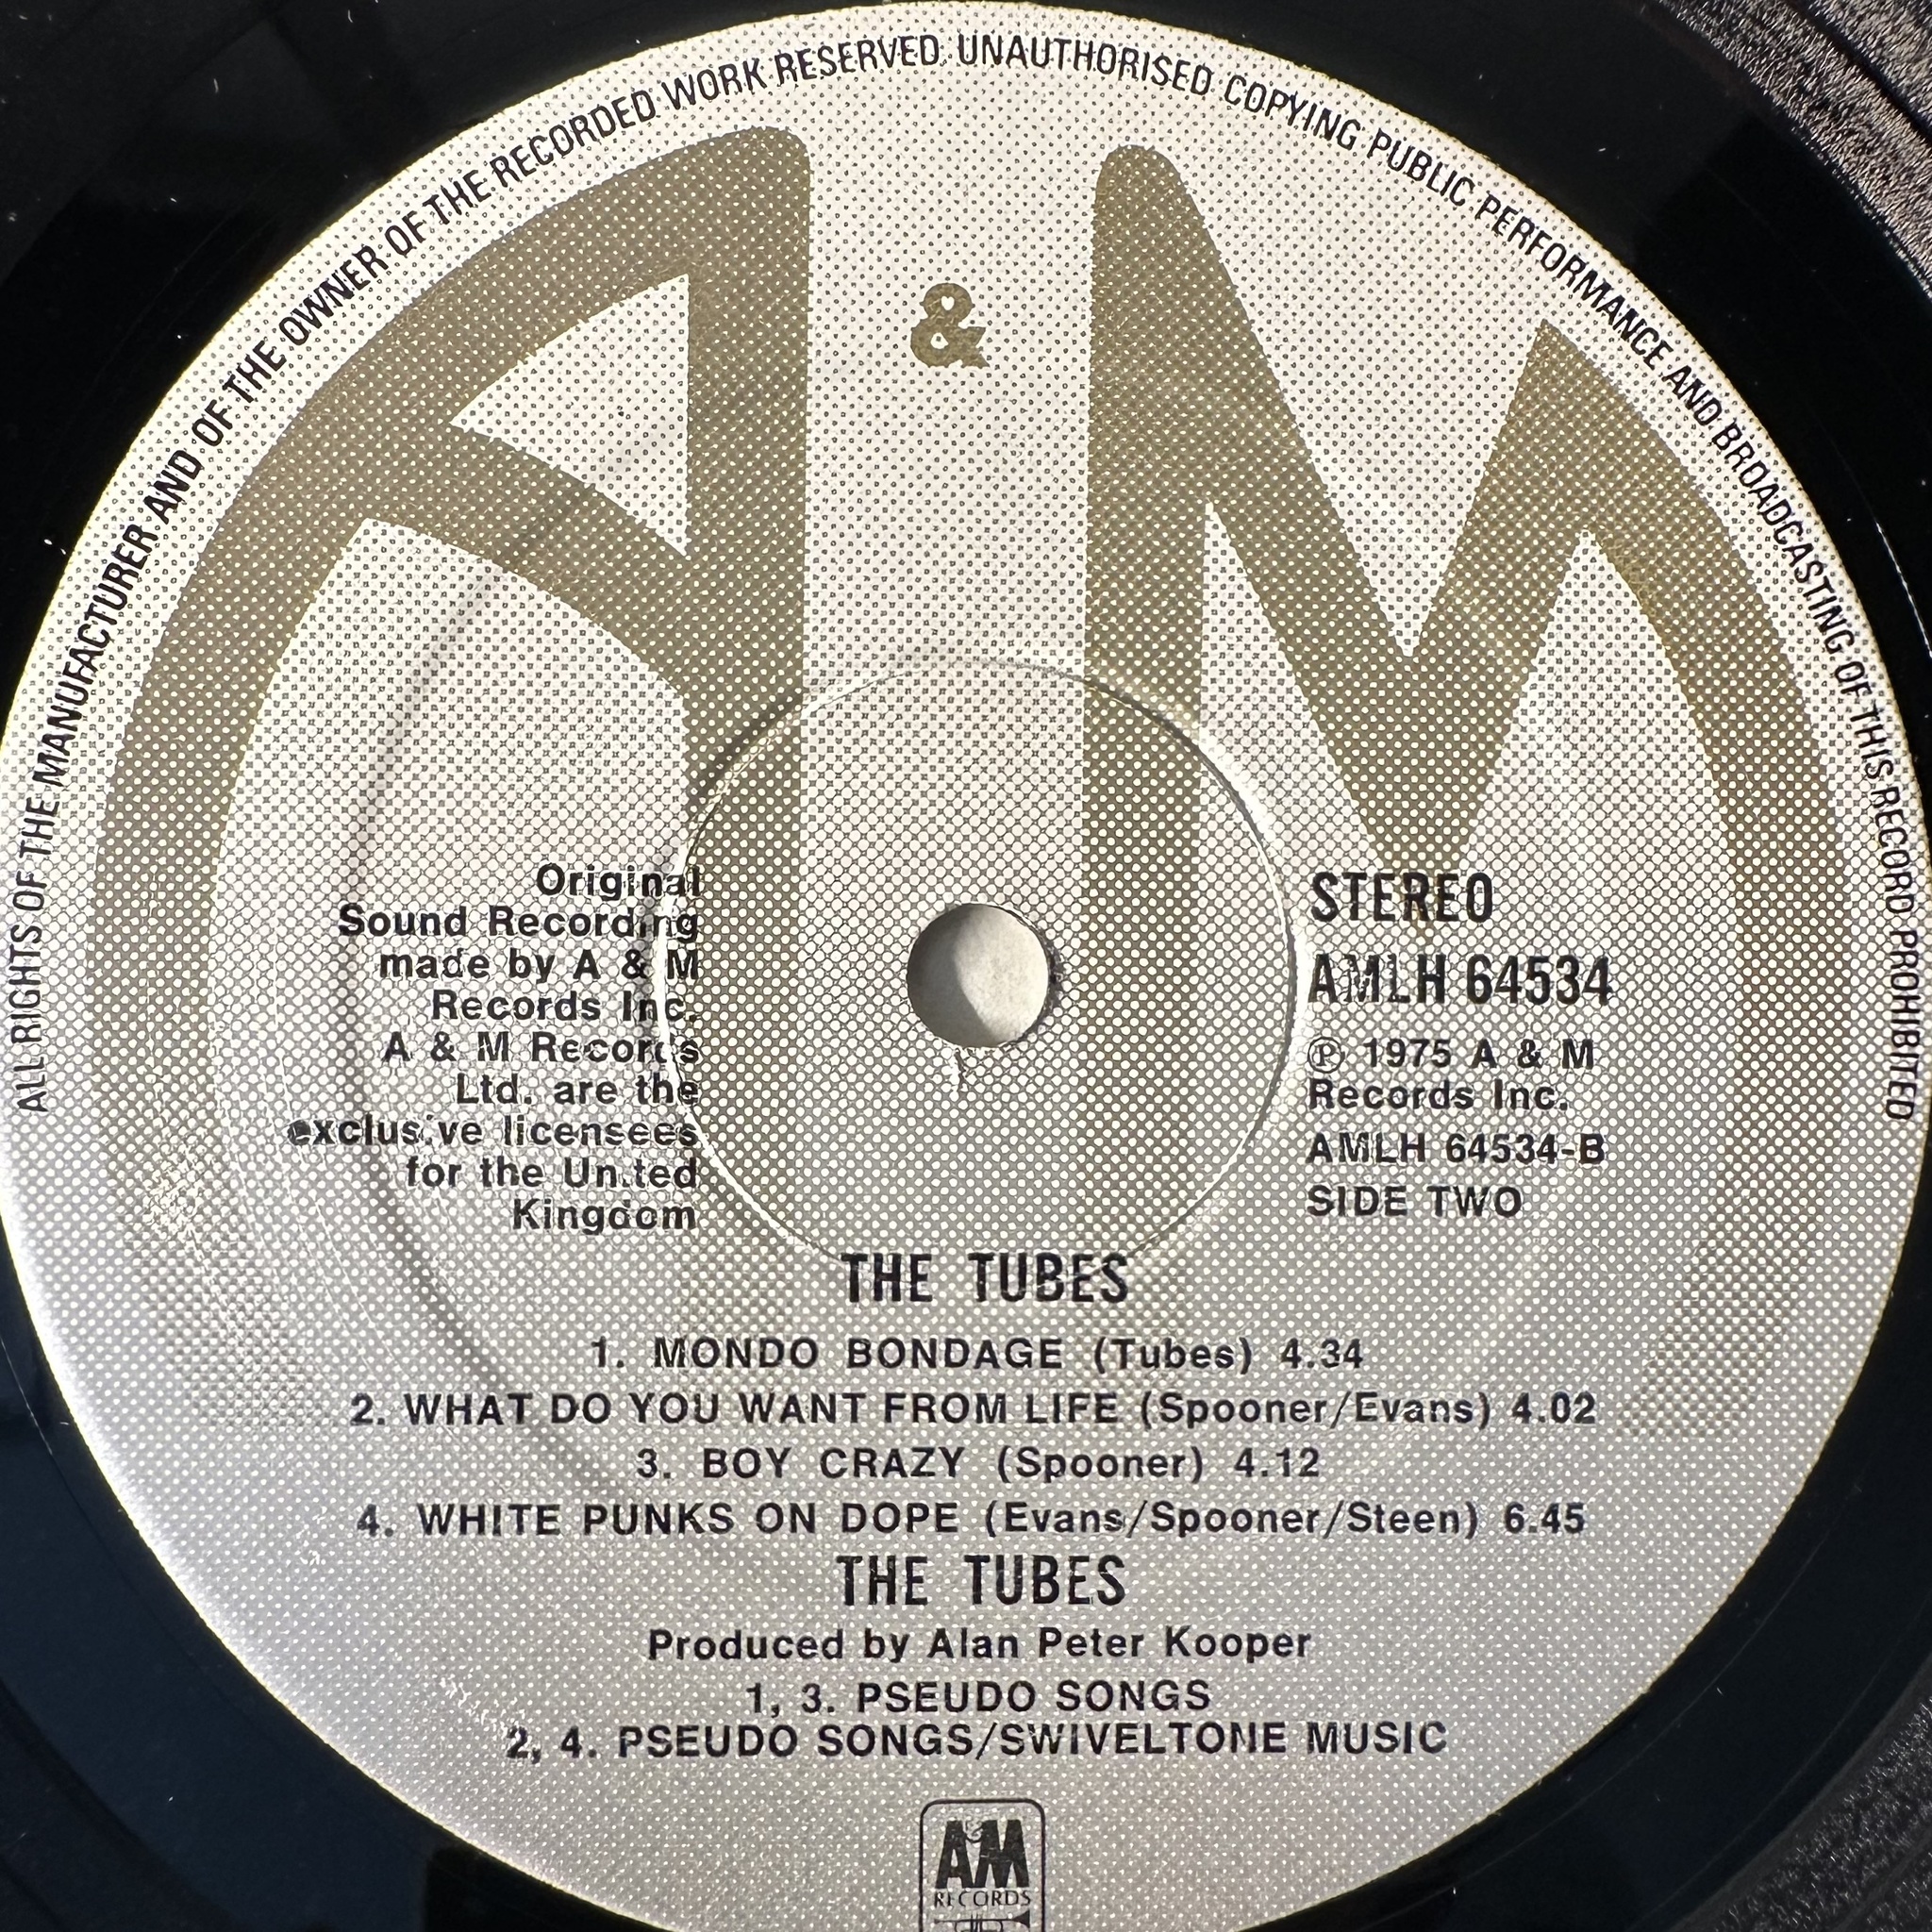 ALL RIGHTS OF THE MANUFACTURER AND OF THE OWNER OF THE RECORDED WORK RESERVED. UNAUTHORISED COPYING PUBLIC PERFORMANCE AND BROADCASTING OF THIS RECORD PROHIBITED
A & M
Original
Sound Recording
made by A & M
Records Inc.
A & M Records
Ltd. are the
exclusive licensees
for the United
Kingdom
STEREO
AMLH 64534
Ⓟ 1975 A & M
Records Inc.
AMLH 64534-B
SIDE TWO
THE TUBES
1. MONDO BONDAGE (Tubes) 4.34
2. WHAT DO YOU WANT FROM LIFE (Spooner/Evans) 4.02
3. BOY CRAZY (Spooner) 4.12
4. WHITE PUNKS ON DOPE (Evans/Spooner/Steen) 6.45
THE TUBES
Produced by Alan Peter Kooper
1, 3. PSEUDO SONGS
2, 4. PSEUDO SONGS/SWIVELTONE MUSIC
A&M
RECORDS